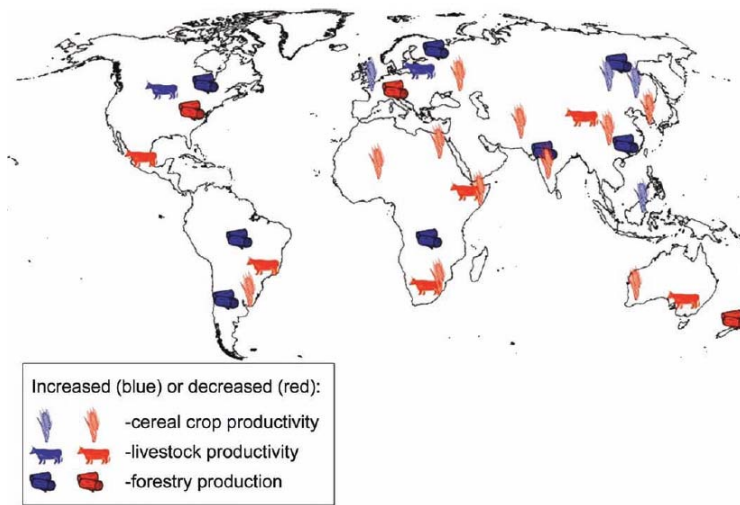 Increased (blue) or decreased (red):
-cereal crop productivity
-livestock productivity
-forestry production